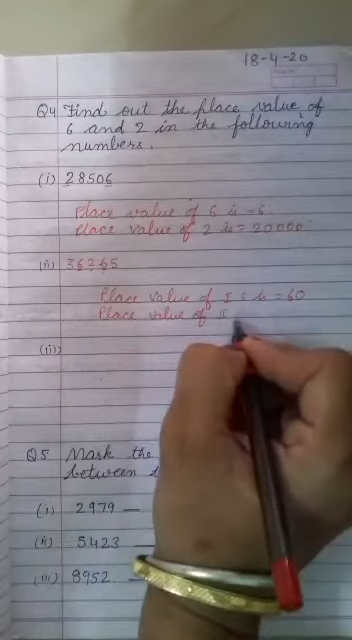 18-4-20
Q4 Find out the place value of
6 and 2 in the following
numbers.
(i) 28506
Place value of 6 is = 6
Place value of 2 is = 20000
(ii) 36265
Place value of is = 60
Place value of
(iii)
Q5 Mark the
between
(i) 2979 —
(ii) 5423 —
(iii) 8952 —